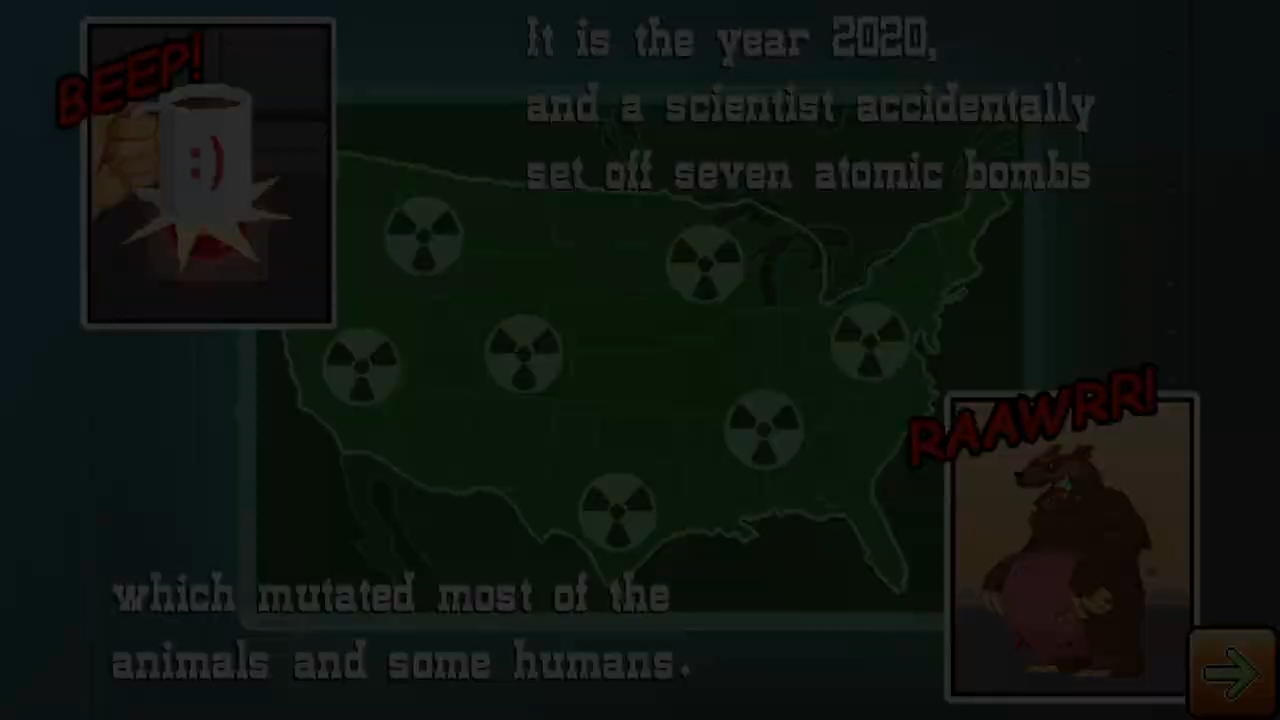 BEEP!
:)
It is the year 2020,
and a scientist accidentally
set off seven atomic bombs
RAAWRR!
which mutated most of the
animals and some humans.